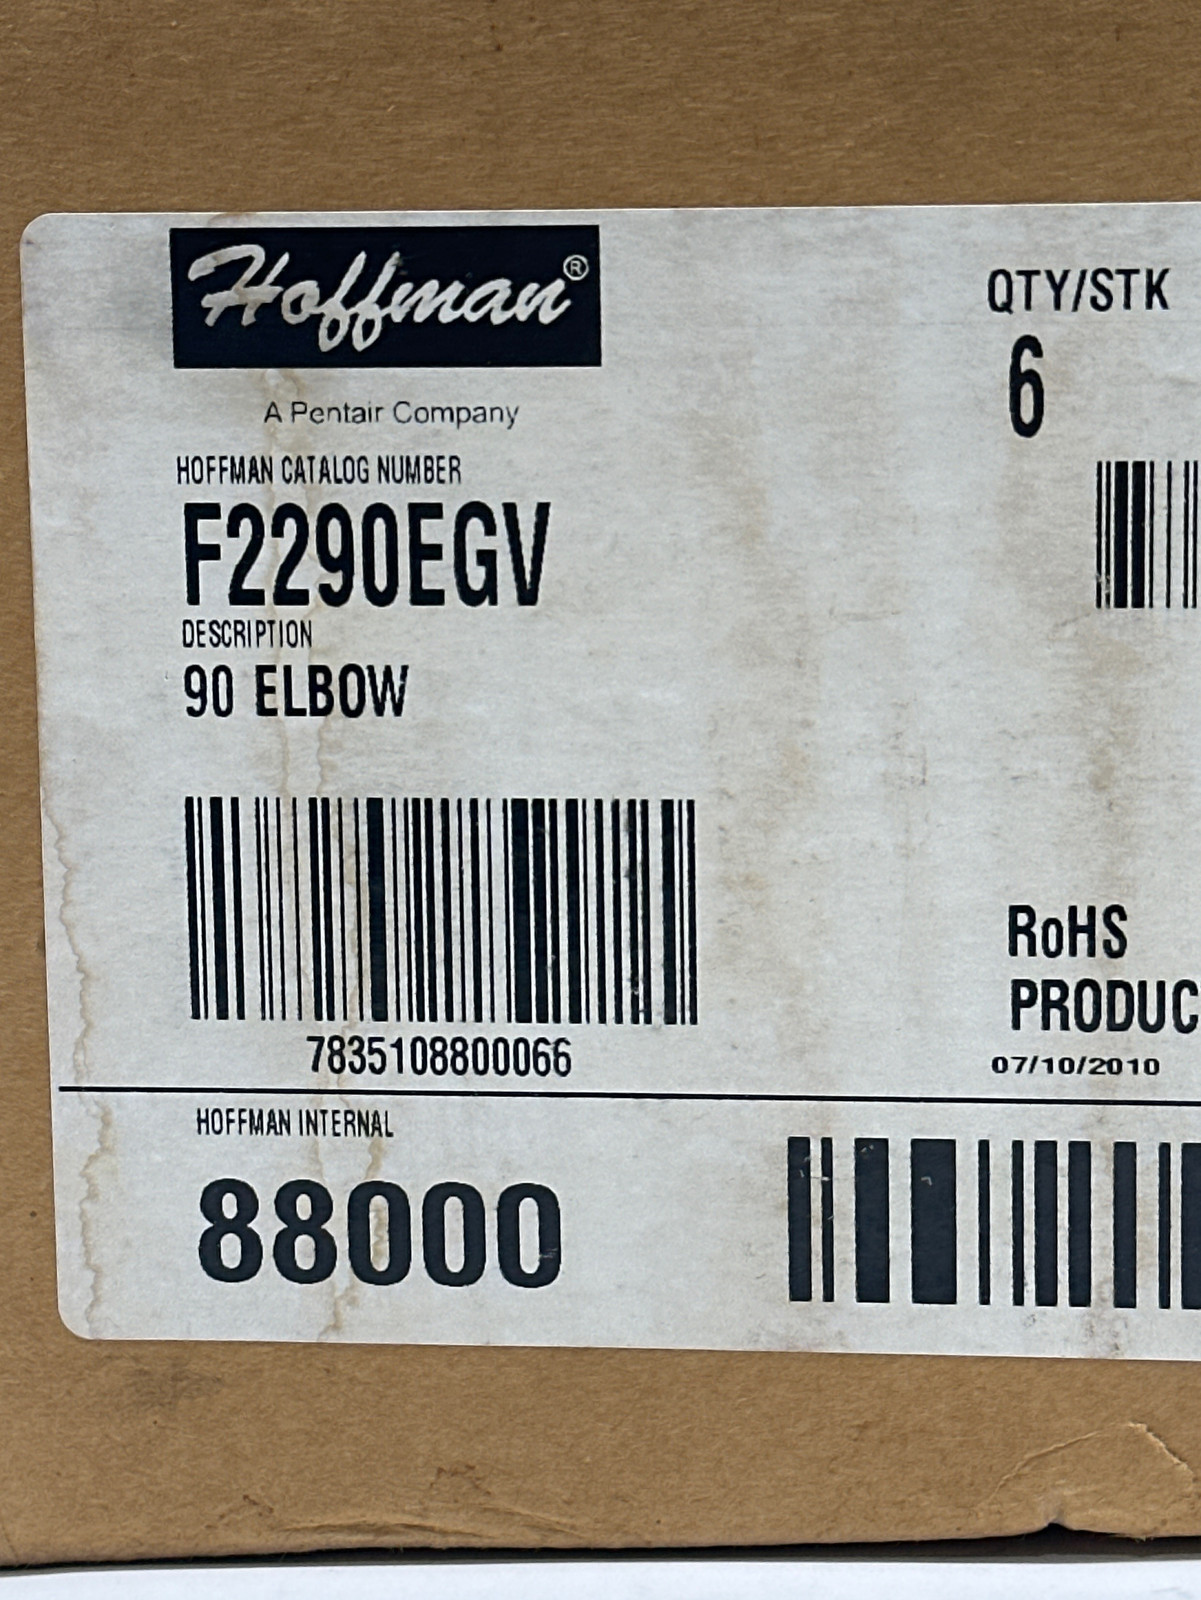 Hoffman®
A Pentair Company
HOFFMAN CATALOG NUMBER
F2290EGV
DESCRIPTION
90 ELBOW
7835108800066
QTY/STK
6
RoHS
PRODUC
07/10/2010
HOFFMAN INTERNAL
88000